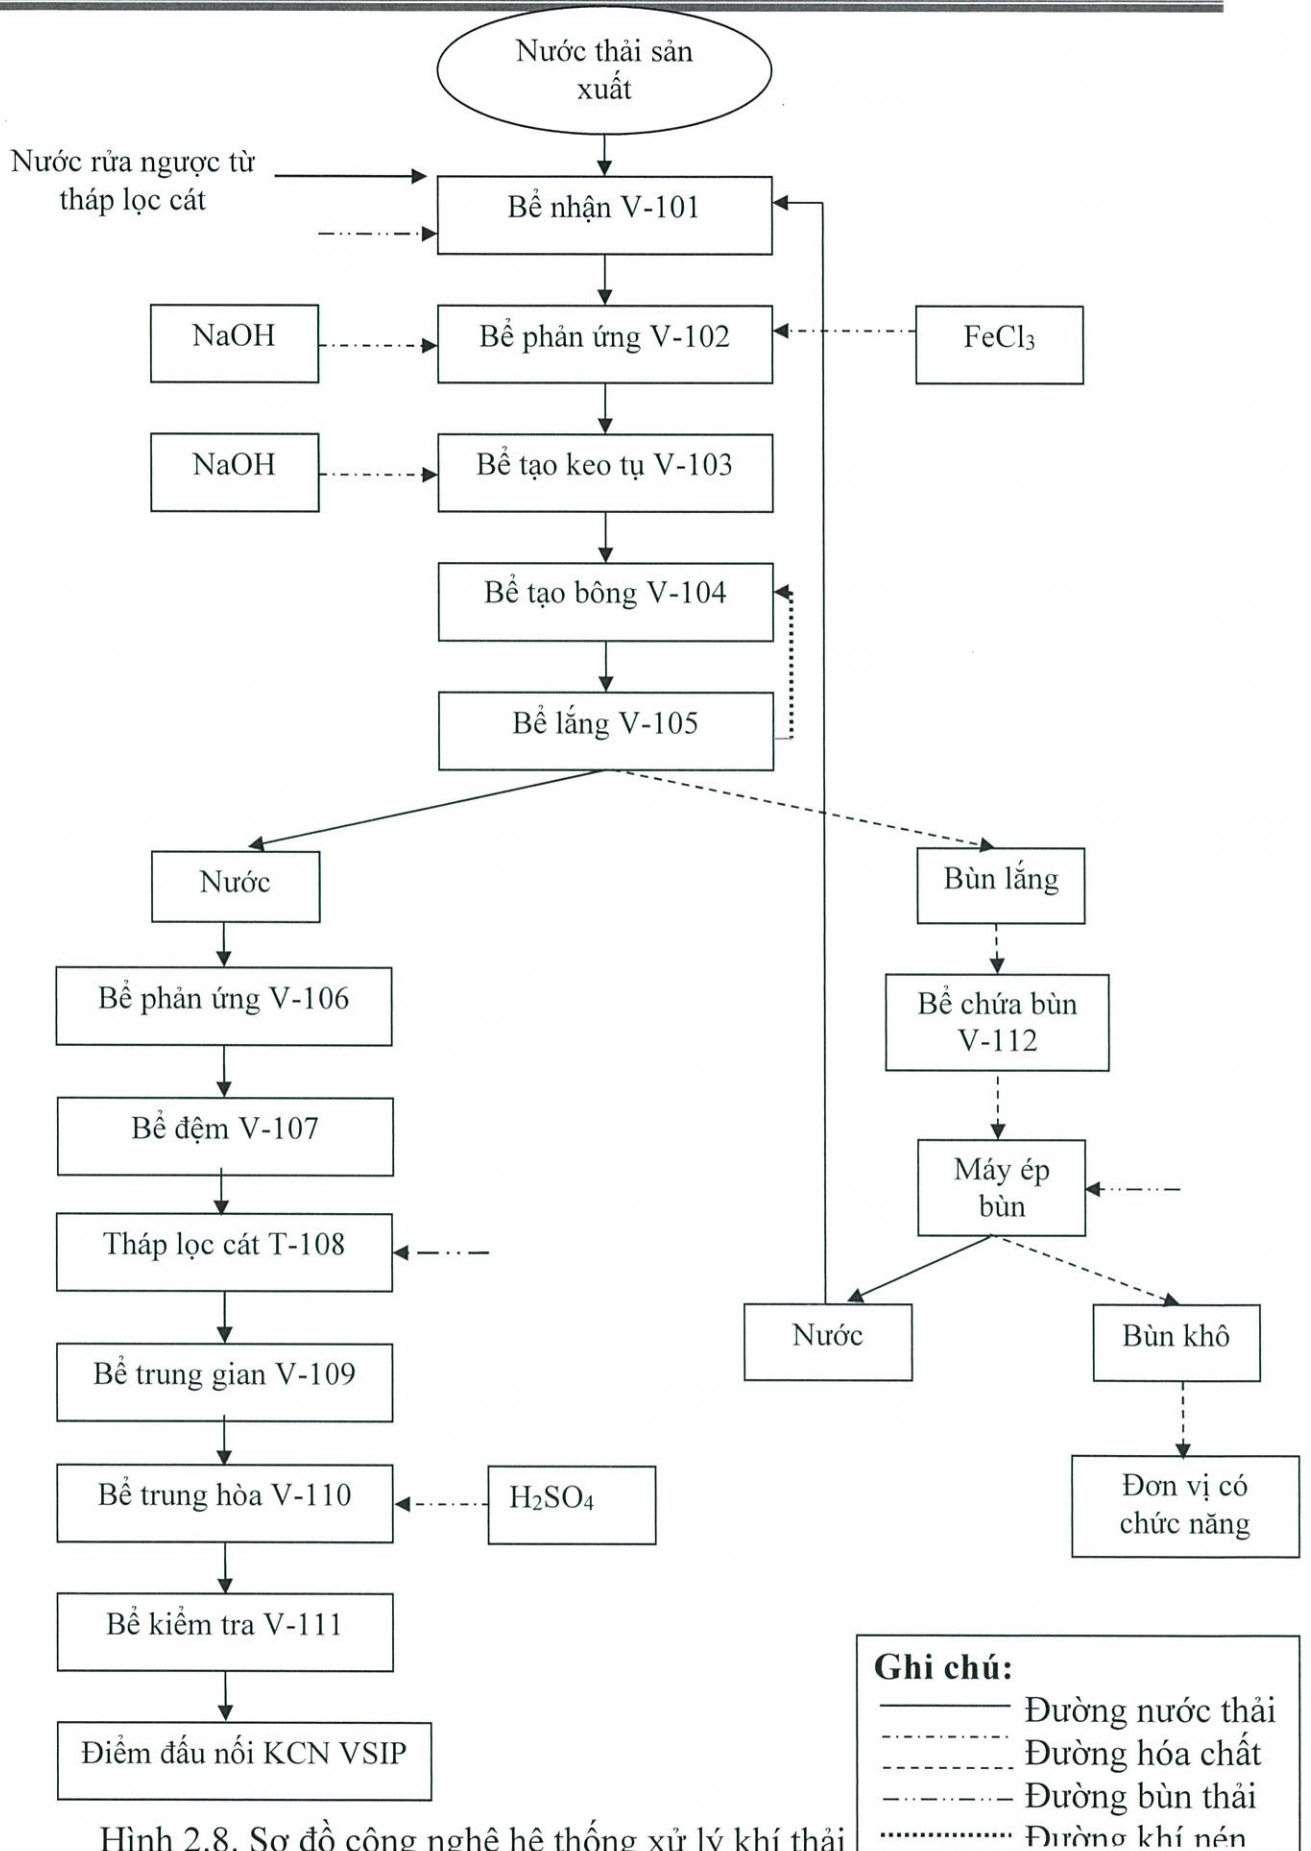 Nước thải sản
xuất
Nước rửa ngược từ
tháp lọc cát
Bể nhận V-101
NaOH
Bể phản ứng V-102
FeCl₃
NaOH
Bể tạo keo tụ V-103
Bể tạo bông V-104
Bể lắng V-105
Nước
Bùn lắng
Bể phản ứng V-106
Bể chứa bùn
V-112
Bể đệm V-107
Máy ép
bùn
Tháp lọc cát T-108
Nước
Bùn khô
Bể trung gian V-109
Bể trung hòa V-110
H₂SO₄
Đơn vị có
chức năng
Bể kiểm tra V-111
Điểm đấu nối KCN VSIP
Ghi chú:
Đường nước thải
Đường hóa chất
Đường bùn thải
Đường khí nén
Hình 2.8. Sơ đồ công nghệ hệ thống xử lý khí thải